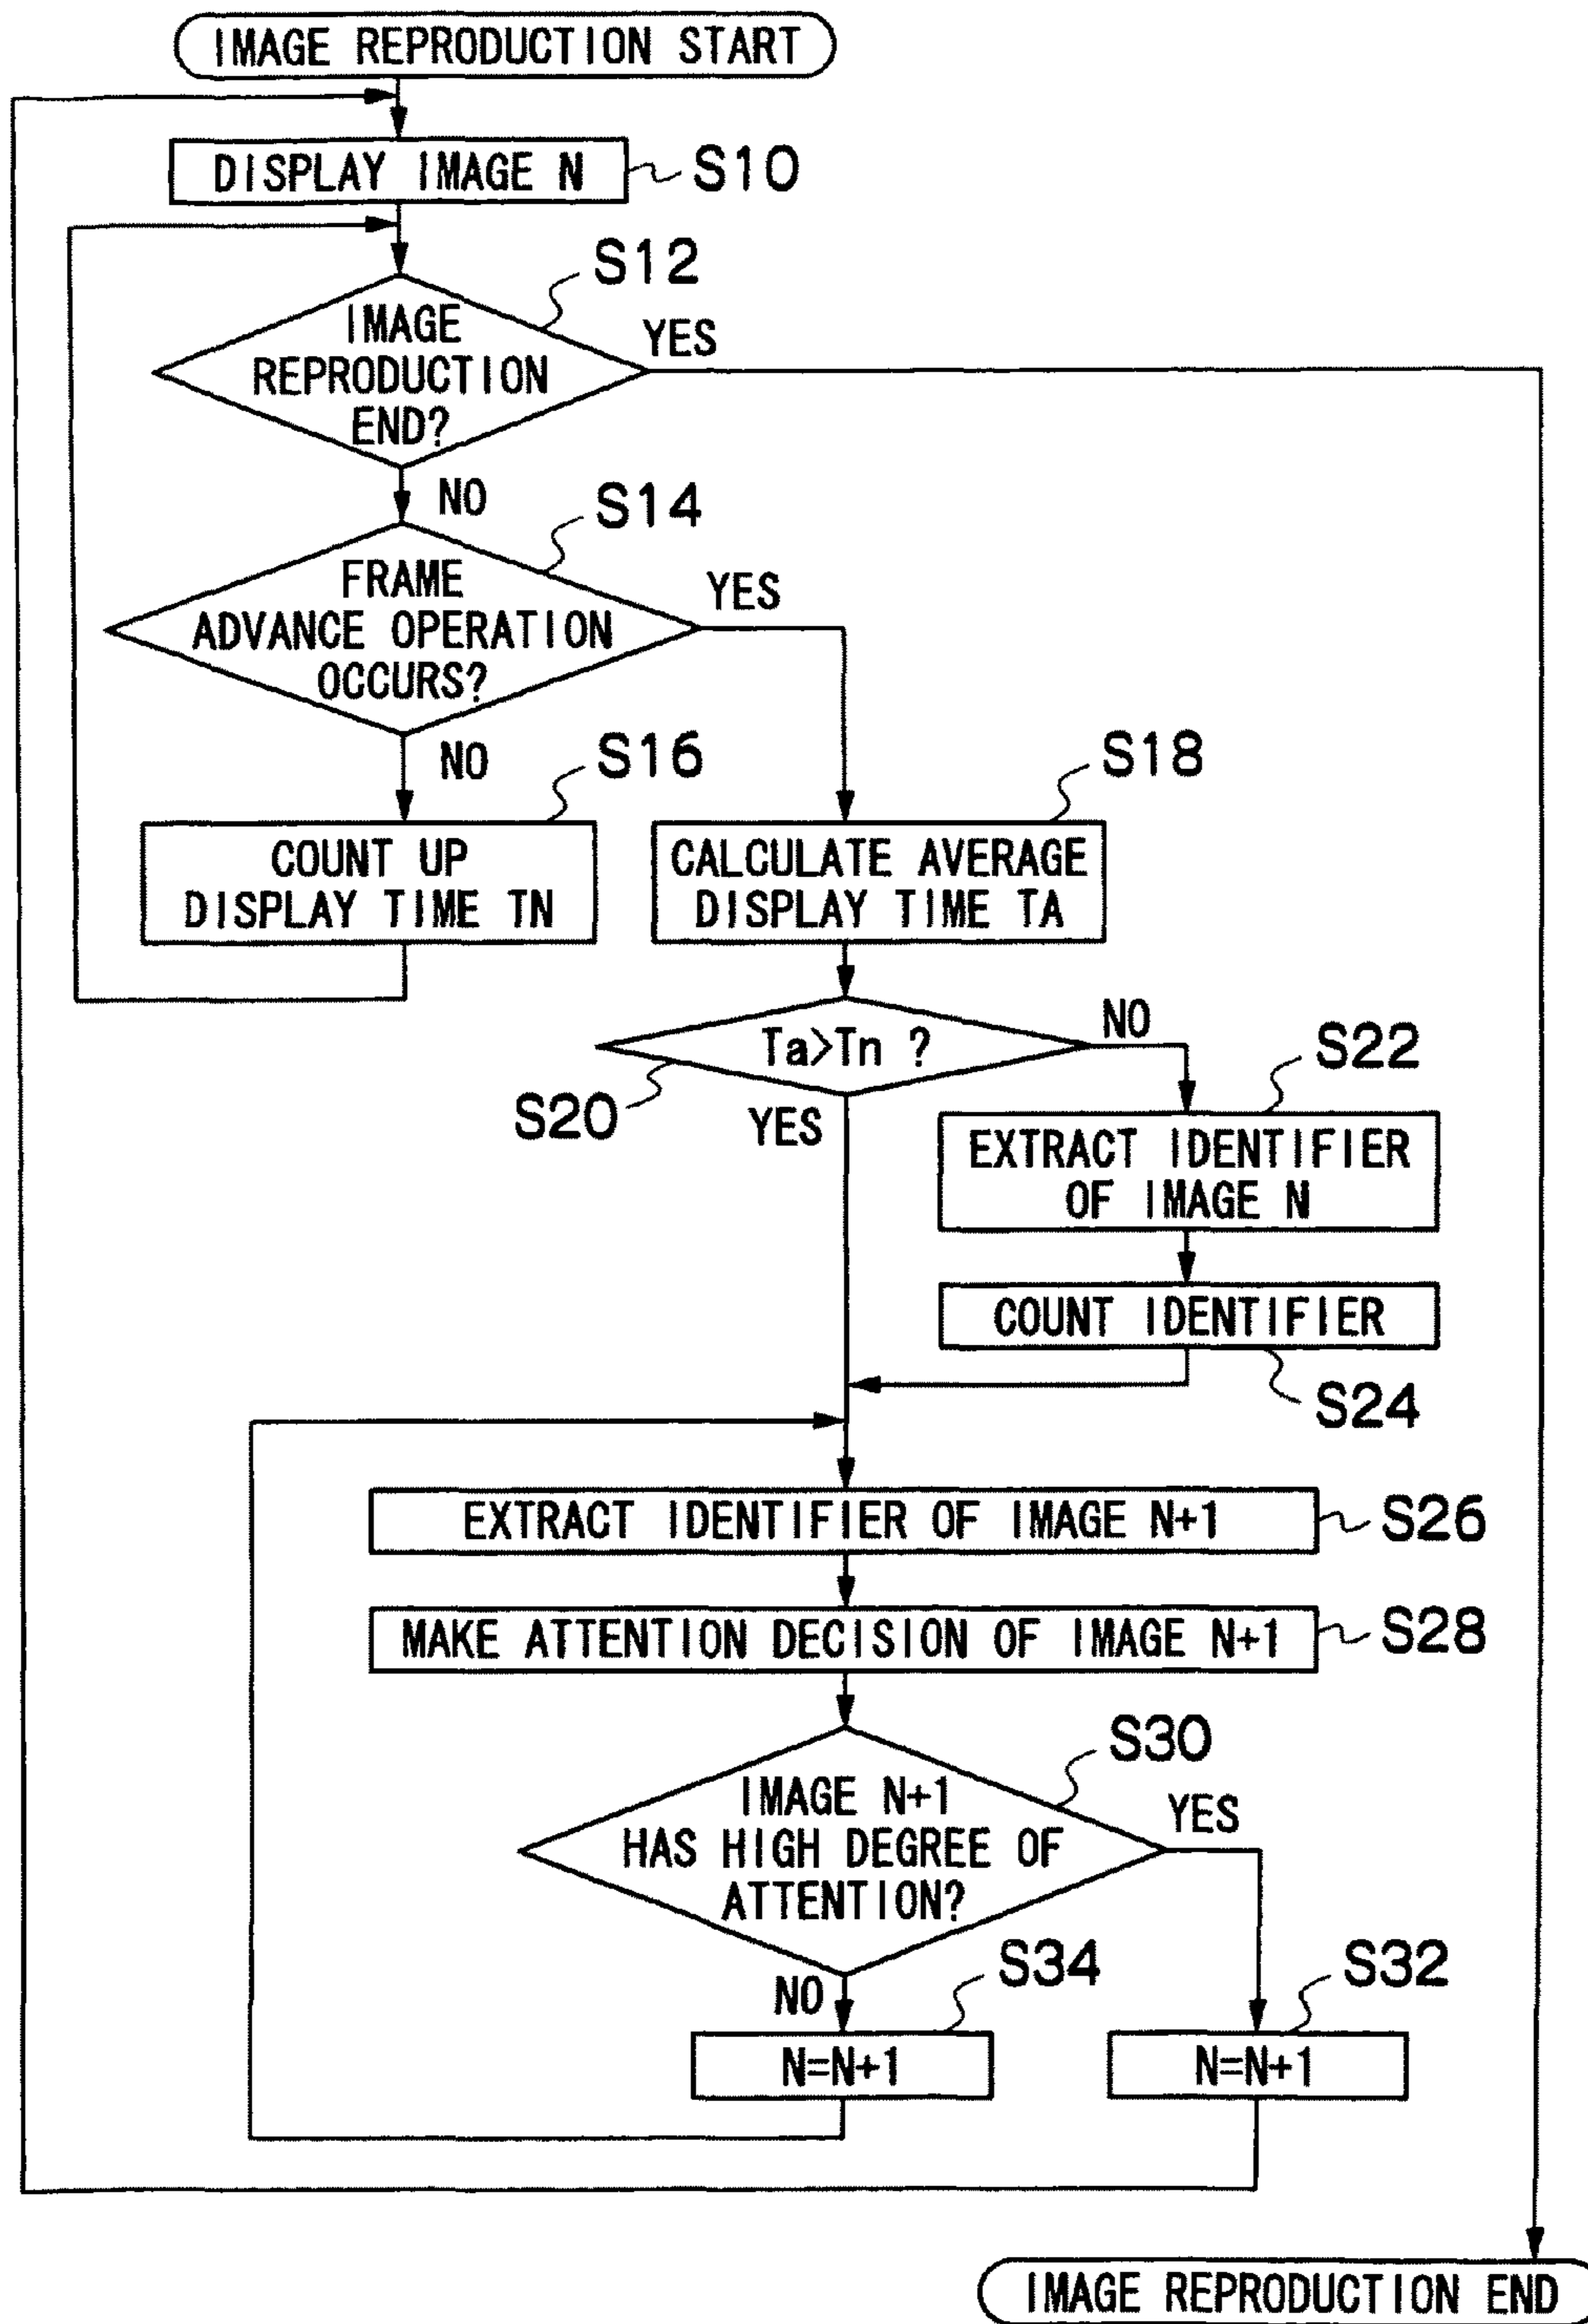 IMAGE REPRODUCTION START
DISPLAY IMAGE N
S10
S12
IMAGE
REPRODUCTION
END?
YES
NO
S14
FRAME
ADVANCE OPERATION
OCCURS?
YES
NO
S16
COUNT UP
DISPLAY TIME TN
S18
CALCULATE AVERAGE
DISPLAY TIME TA
Ta>Tn ?
NO
S20
YES
S22
EXTRACT IDENTIFIER
OF IMAGE N
COUNT IDENTIFIER
S24
EXTRACT IDENTIFIER OF IMAGE N+1
S26
MAKE ATTENTION DECISION OF IMAGE N+1
S28
S30
IMAGE N+1
HAS HIGH DEGREE OF
ATTENTION?
YES
NO
S34
N=N+1
S32
N=N+1
IMAGE REPRODUCTION END